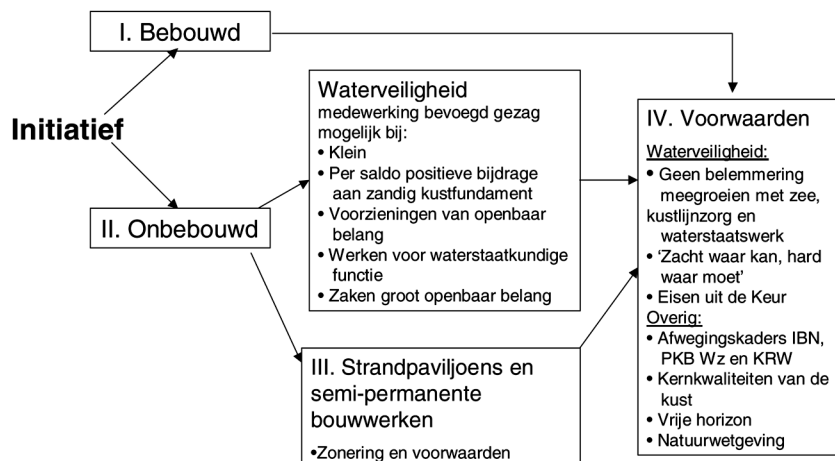 I. Bebouwd
Initiatief
II. Onbebouwd
Waterveiligheid
medewerking bevoegd gezag
mogelijk bij:
• Klein
• Per saldo positieve bijdrage
aan zandig kustfundament
• Voorzieningen van openbaar
belang
• Werken voor waterstaatkundige
functie
• Zaken groot openbaar belang
III. Strandpaviljoens en
semi-permanente
bouwwerken
•Zonering en voorwaarden
IV. Voorwaarden
Waterveiligheid:
• Geen belemmering
meegroeien met zee,
kustlijnzorg en
waterstaatswerk
• ‘Zacht waar kan, hard
waar moet’
• Eisen uit de Keur
Overig:
• Afwegingskaders IBN,
PKB Wz en KRW
• Kernkwaliteiten van de
kust
• Vrije horizon
• Natuurwetgeving